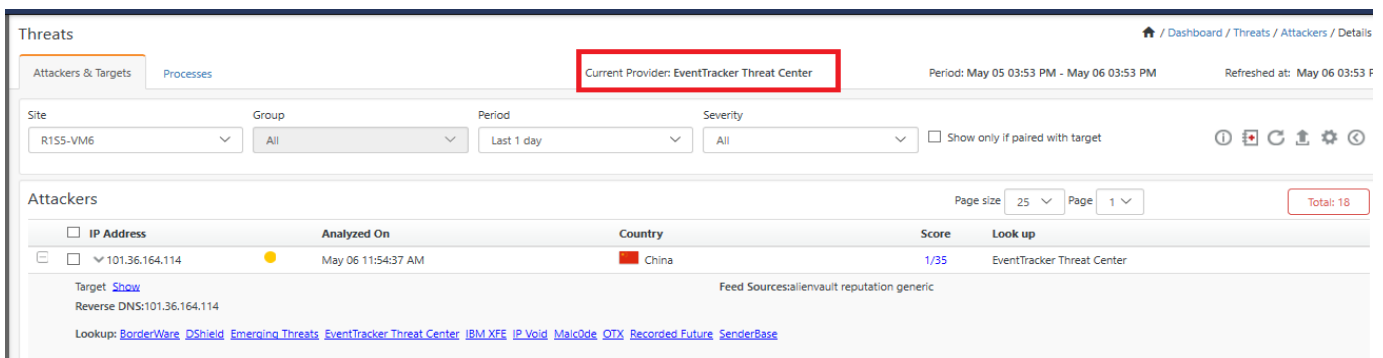 Threats
/ Dashboard / Threats / Attackers / Details
Attackers & Targets Processes Current Provider: EventTracker Threat Center Period: May 05 03:53 PM - May 06 03:53 PM Refreshed at: May 06 03:53
Site Group Period Severity
R1S5-VM6 All Last 1 day All Show only if paired with target
Attackers Page size 25 Page 1 Total: 18
IP Address Analyzed On Country Score Look up
101.36.164.114 May 06 11:54:37 AM China 1/35 EventTracker Threat Center
Target Show Feed Sources:alienvault reputation generic
Reverse DNS:101.36.164.114
Lookup: BorderWare DShield Emerging Threats EventTracker Threat Center IBM XFE IP Void Malc0de OTX Recorded Future SenderBase